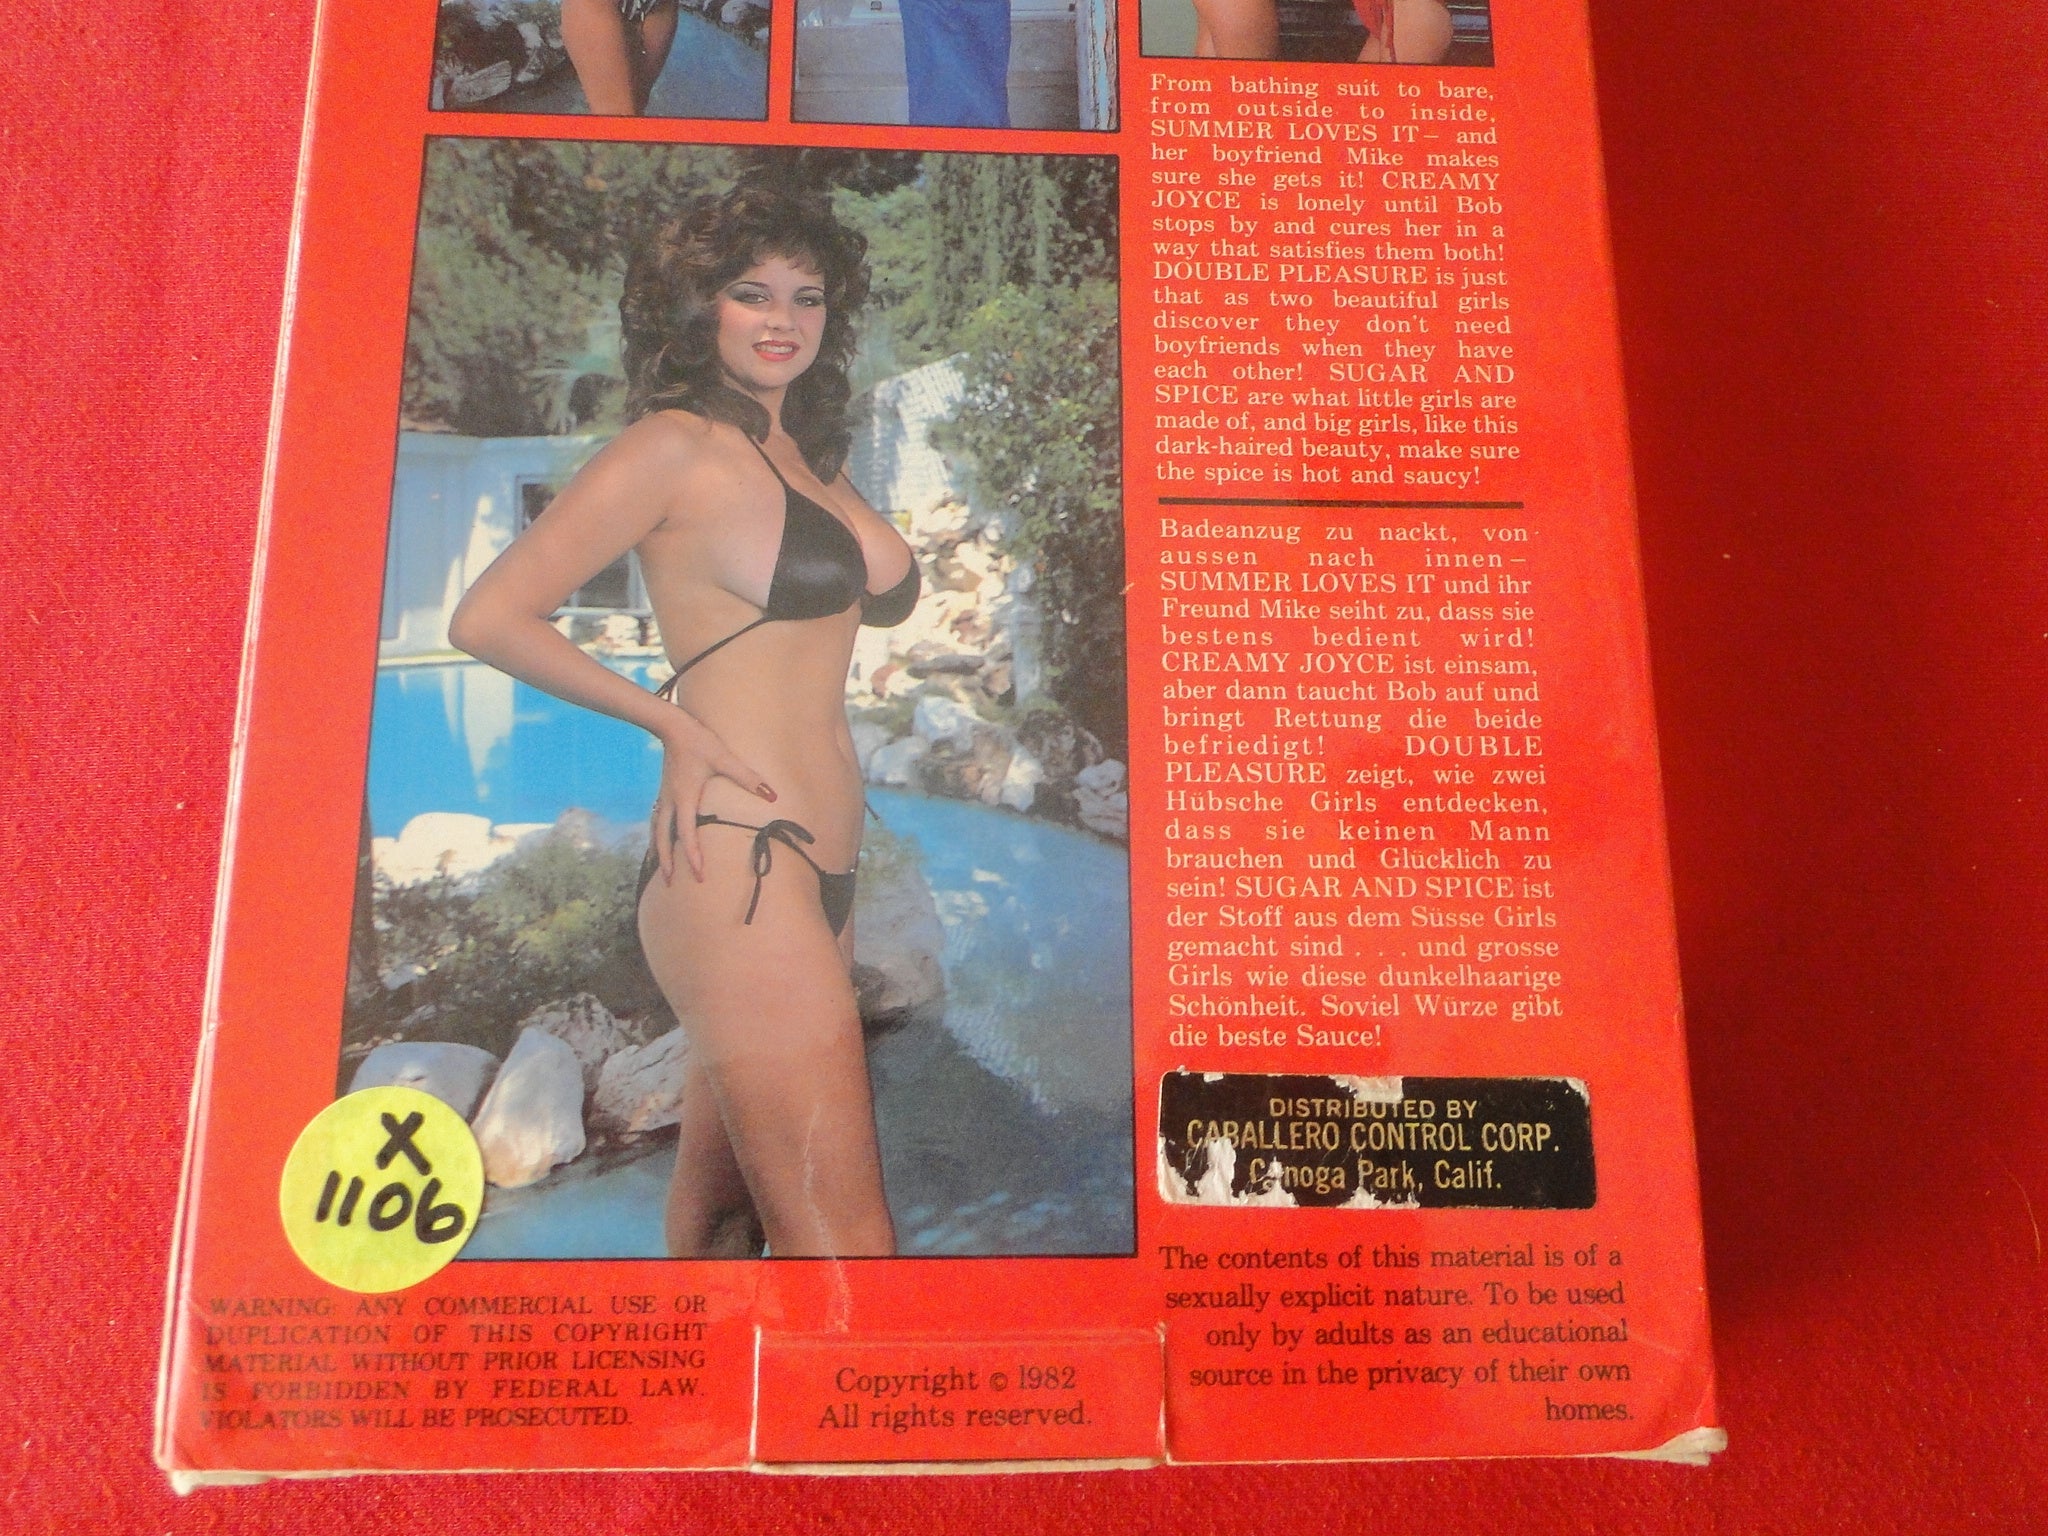 From bathing suit to bare,
from outside to inside,
SUMMER LOVES IT— and
her boyfriend Mike makes
sure she gets it! CREAMY
JOYCE is lonely until Bob
stops by and cures her in a
way that satisfies them both!
DOUBLE PLEASURE is just
that as two beautiful girls
discover they don't need
boyfriends when they have
each other! SUGAR AND
SPICE are what little girls are
made of, and big girls, like this
dark-haired beauty, make sure
the spice is hot and saucy!
Badeanzug zu nackt, von
aussen nach innen—
SUMMER LOVES IT und ihr
Freund Mike seiht zu, dass sie
bestens bedient wird!
CREAMY JOYCE ist einsam,
aber dann taucht Bob auf und
bringt Rettung die beide
befriedigt! DOUBLE
PLEASURE zeigt, wie zwei
Hübsche Girls entdecken,
dass sie keinen Mann
brauchen und Glücklich zu
sein! SUGAR AND SPICE ist
der Stoff aus dem Süsse Girls
gemacht sind . . . und grosse
Girls wie diese dunkelhaarige
Schönheit. Soviel Würze gibt
die beste Sauce!
DISTRIBUTED BY
CABALLERO CONTROL CORP.
Canoga Park, Calif.
The contents of this material is of a
sexually explicit nature. To be used
only by adults as an educational
source in the privacy of their own
homes.
X
1106
WARNING: ANY COMMERCIAL USE OR
DUPLICATION OF THIS COPYRIGHT
MATERIAL WITHOUT PRIOR LICENSING
IS FORBIDDEN BY FEDERAL LAW.
VIOLATORS WILL BE PROSECUTED.
Copyright © 1982
All rights reserved.